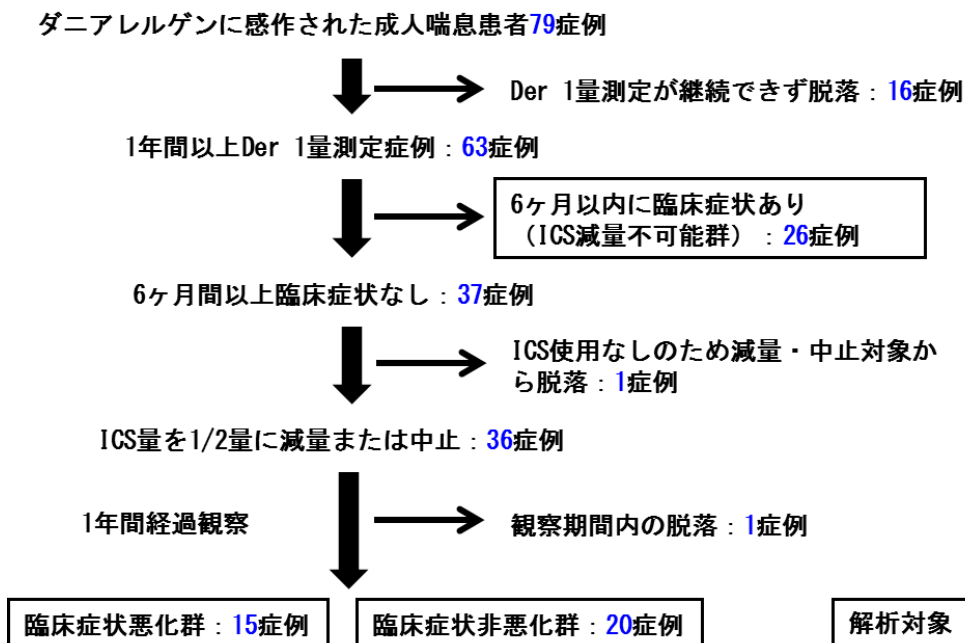 ダニアレルゲンに感作された成人喘息患者79症例
Der 1量測定が継続できず脱落：16症例
1年間以上Der 1量測定症例：63症例
6ヶ月以内に臨床症状あり
（ICS減量不可能群）：26症例
6ヶ月間以上臨床症状なし：37症例
ICS使用なしのため減量・中止対象か
ら脱落：1症例
ICS量を1/2量に減量または中止：36症例
1年間経過観察
観察期間内の脱落：1症例
臨床症状悪化群：15症例
臨床症状非悪化群：20症例
解析対象